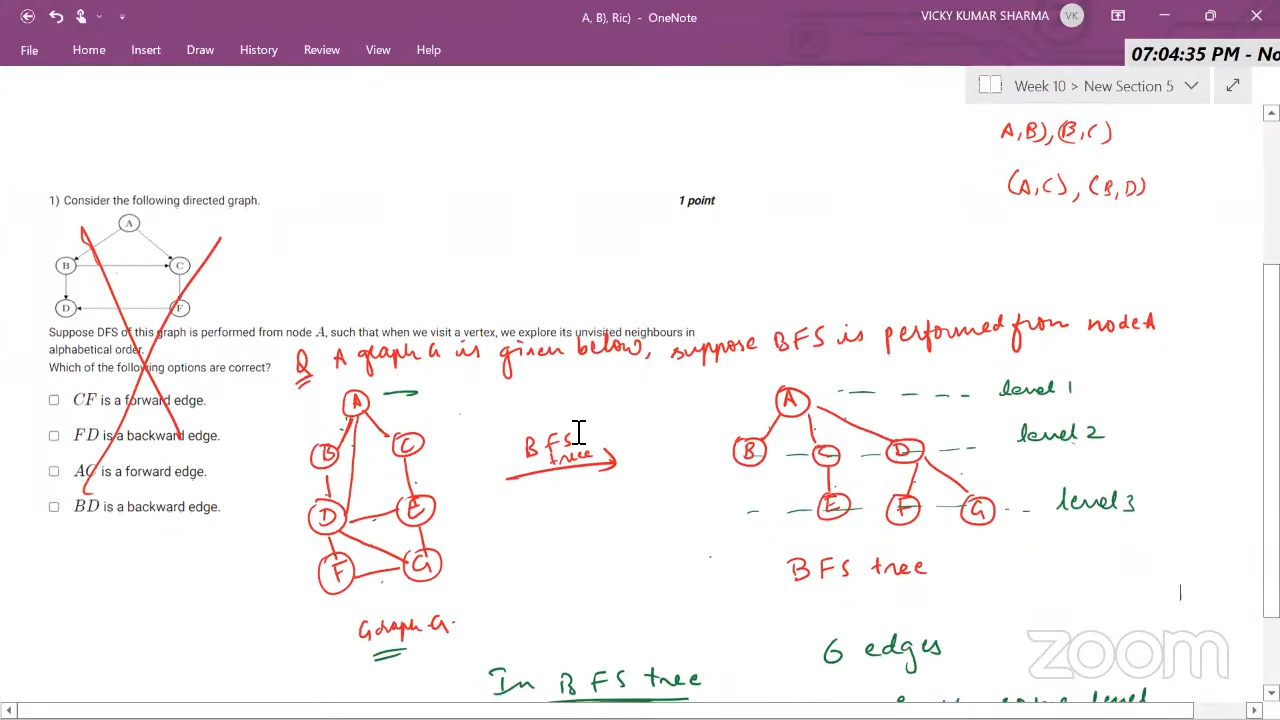 A, B), Ric) - OneNote
VICKY KUMAR SHARMA VK
File Home Insert Draw History Review View Help
07:04:35 PM - No
Week 10 > New Section 5
A,B), (B,C)
(A,C), (B,D)
1) Consider the following directed graph.
1 point
A
B C
D F
Suppose DFS of this graph is performed from node A, such that when we visit a vertex, we explore its unvisited neighbours in
alphabetical order.
Which of the following options are correct?
CF is a forward edge.
FD is a backward edge.
AC is a forward edge.
BD is a backward edge.
Q A graph G is given below, suppose BFS is performed from node A
A
B C
D E
F G
Graph G.
BFS
tree
A level 1
B C D level 2
E F G level 3
BFS tree
6 edges
In BFS tree
zoom